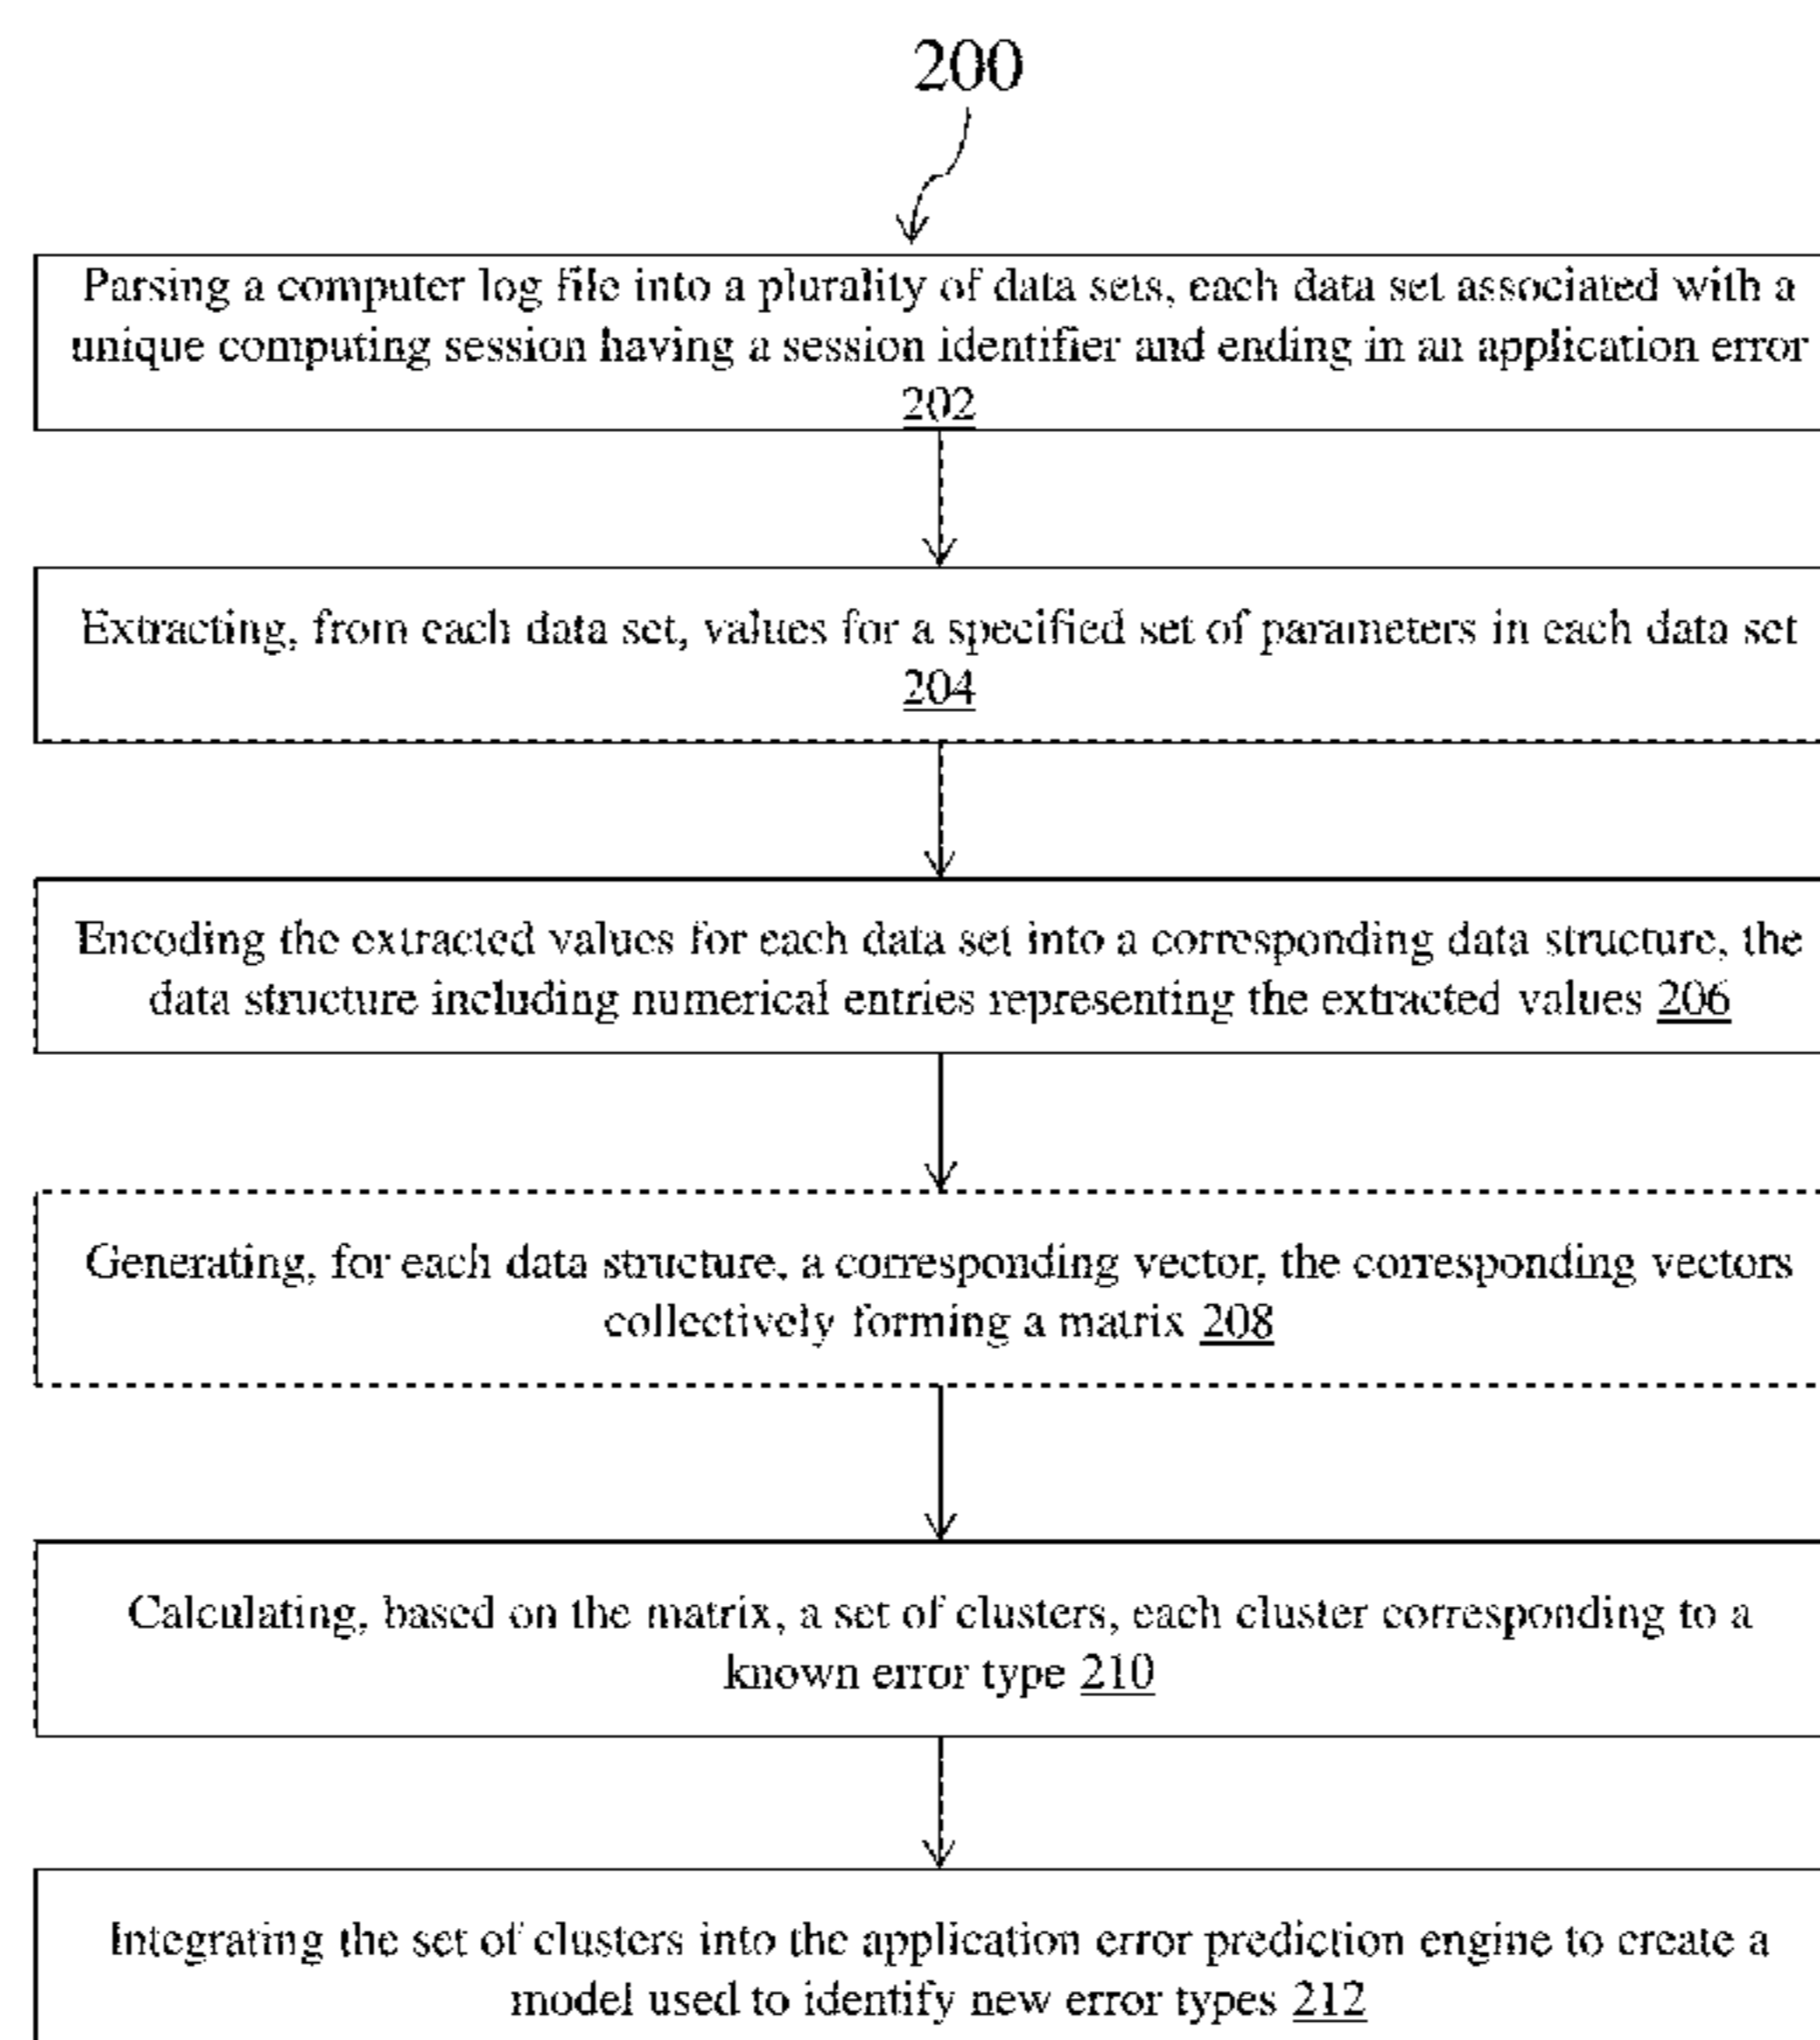 200
Parsing a computer log file into a plurality of data sets, each data set associated with a
unique computing session having a session identifier and ending in an application error
202
Extracting, from each data set, values for a specified set of parameters in each data set
204
Encoding the extracted values for each data set into a corresponding data structure, the
data structure including numerical entries representing the extracted values 206
Generating, for each data structure, a corresponding vector, the corresponding vectors
collectively forming a matrix 208
Calculating, based on the matrix, a set of clusters, each cluster corresponding to a
known error type 210
Integrating the set of clusters into the application error prediction engine to create a
model used to identify new error types 212